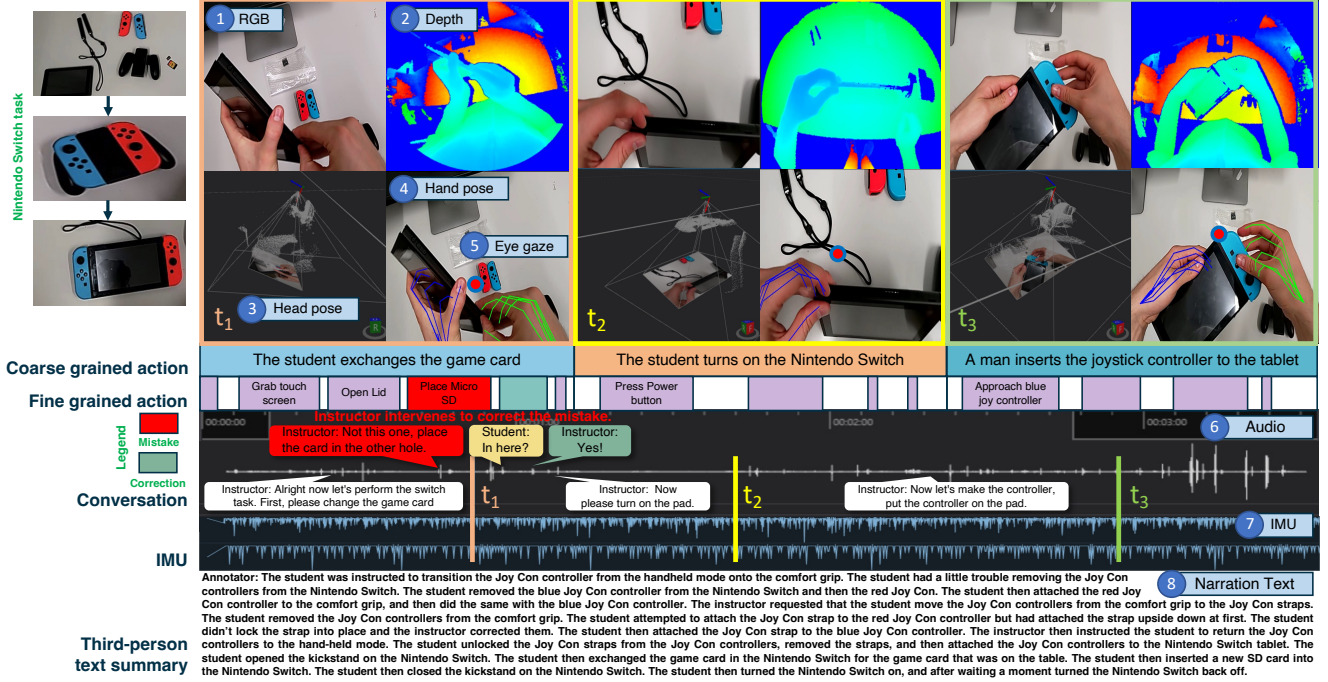 Nintendo Switch task
1 RGB
2 Depth
3 Head pose
4 Hand pose
5 Eye gaze
t1
t2
t3
Coarse grained action
The student exchanges the game card
The student turns on the Nintendo Switch
A man inserts the joystick controller to the tablet
Fine grained action
Grab touch
screen
Open Lid
Place Micro
SD
Press Power
button
Approach blue
joy controller
Legend
Mistake
Correction
Instructor intervenes to correct the mistake.
00:00:00
00:02:00
00:03:00
6 Audio
Instructor: Not this one, place
the card in the other hole.
Student:
In here?
Instructor:
Yes!
Conversation
Instructor: Alright now let's perform the switch
task. First, please change the game card
t1
Instructor: Now
please turn on the pad.
t2
Instructor: Now let's make the controller,
put the controller on the pad.
t3
7 IMU
IMU
8 Narration Text
Third-person
text summary
Annotator: The student was instructed to transition the Joy Con controller from the handheld mode onto the comfort grip. The student had a little trouble removing the Joy Con
controllers from the Nintendo Switch. The student removed the blue Joy Con controller from the Nintendo Switch and then the red Joy Con. The student then attached the red Joy
Con controller to the comfort grip, and then did the same with the blue Joy Con controller. The instructor requested that the student move the Joy Con controllers from the comfort grip to the Joy Con straps.
The student removed the Joy Con controllers from the comfort grip. The student attempted to attach the Joy Con strap to the red Joy Con controller but had attached the strap upside down at first. The student
didn't lock the strap into place and the instructor corrected them. The student then attached the Joy Con strap to the blue Joy Con controller. The instructor then instructed the student to return the Joy Con
controllers to the hand-held mode. The student unlocked the Joy Con straps from the Joy Con controllers, removed the straps, and then attached the Joy Con controllers to the Nintendo Switch tablet. The
student opened the kickstand on the Nintendo Switch. The student then exchanged the game card in the Nintendo Switch for the game card that was on the table. The student then inserted a new SD card into
the Nintendo Switch. The student then closed the kickstand on the Nintendo Switch. The student then turned the Nintendo Switch on, and after waiting a moment turned the Nintendo Switch back off.